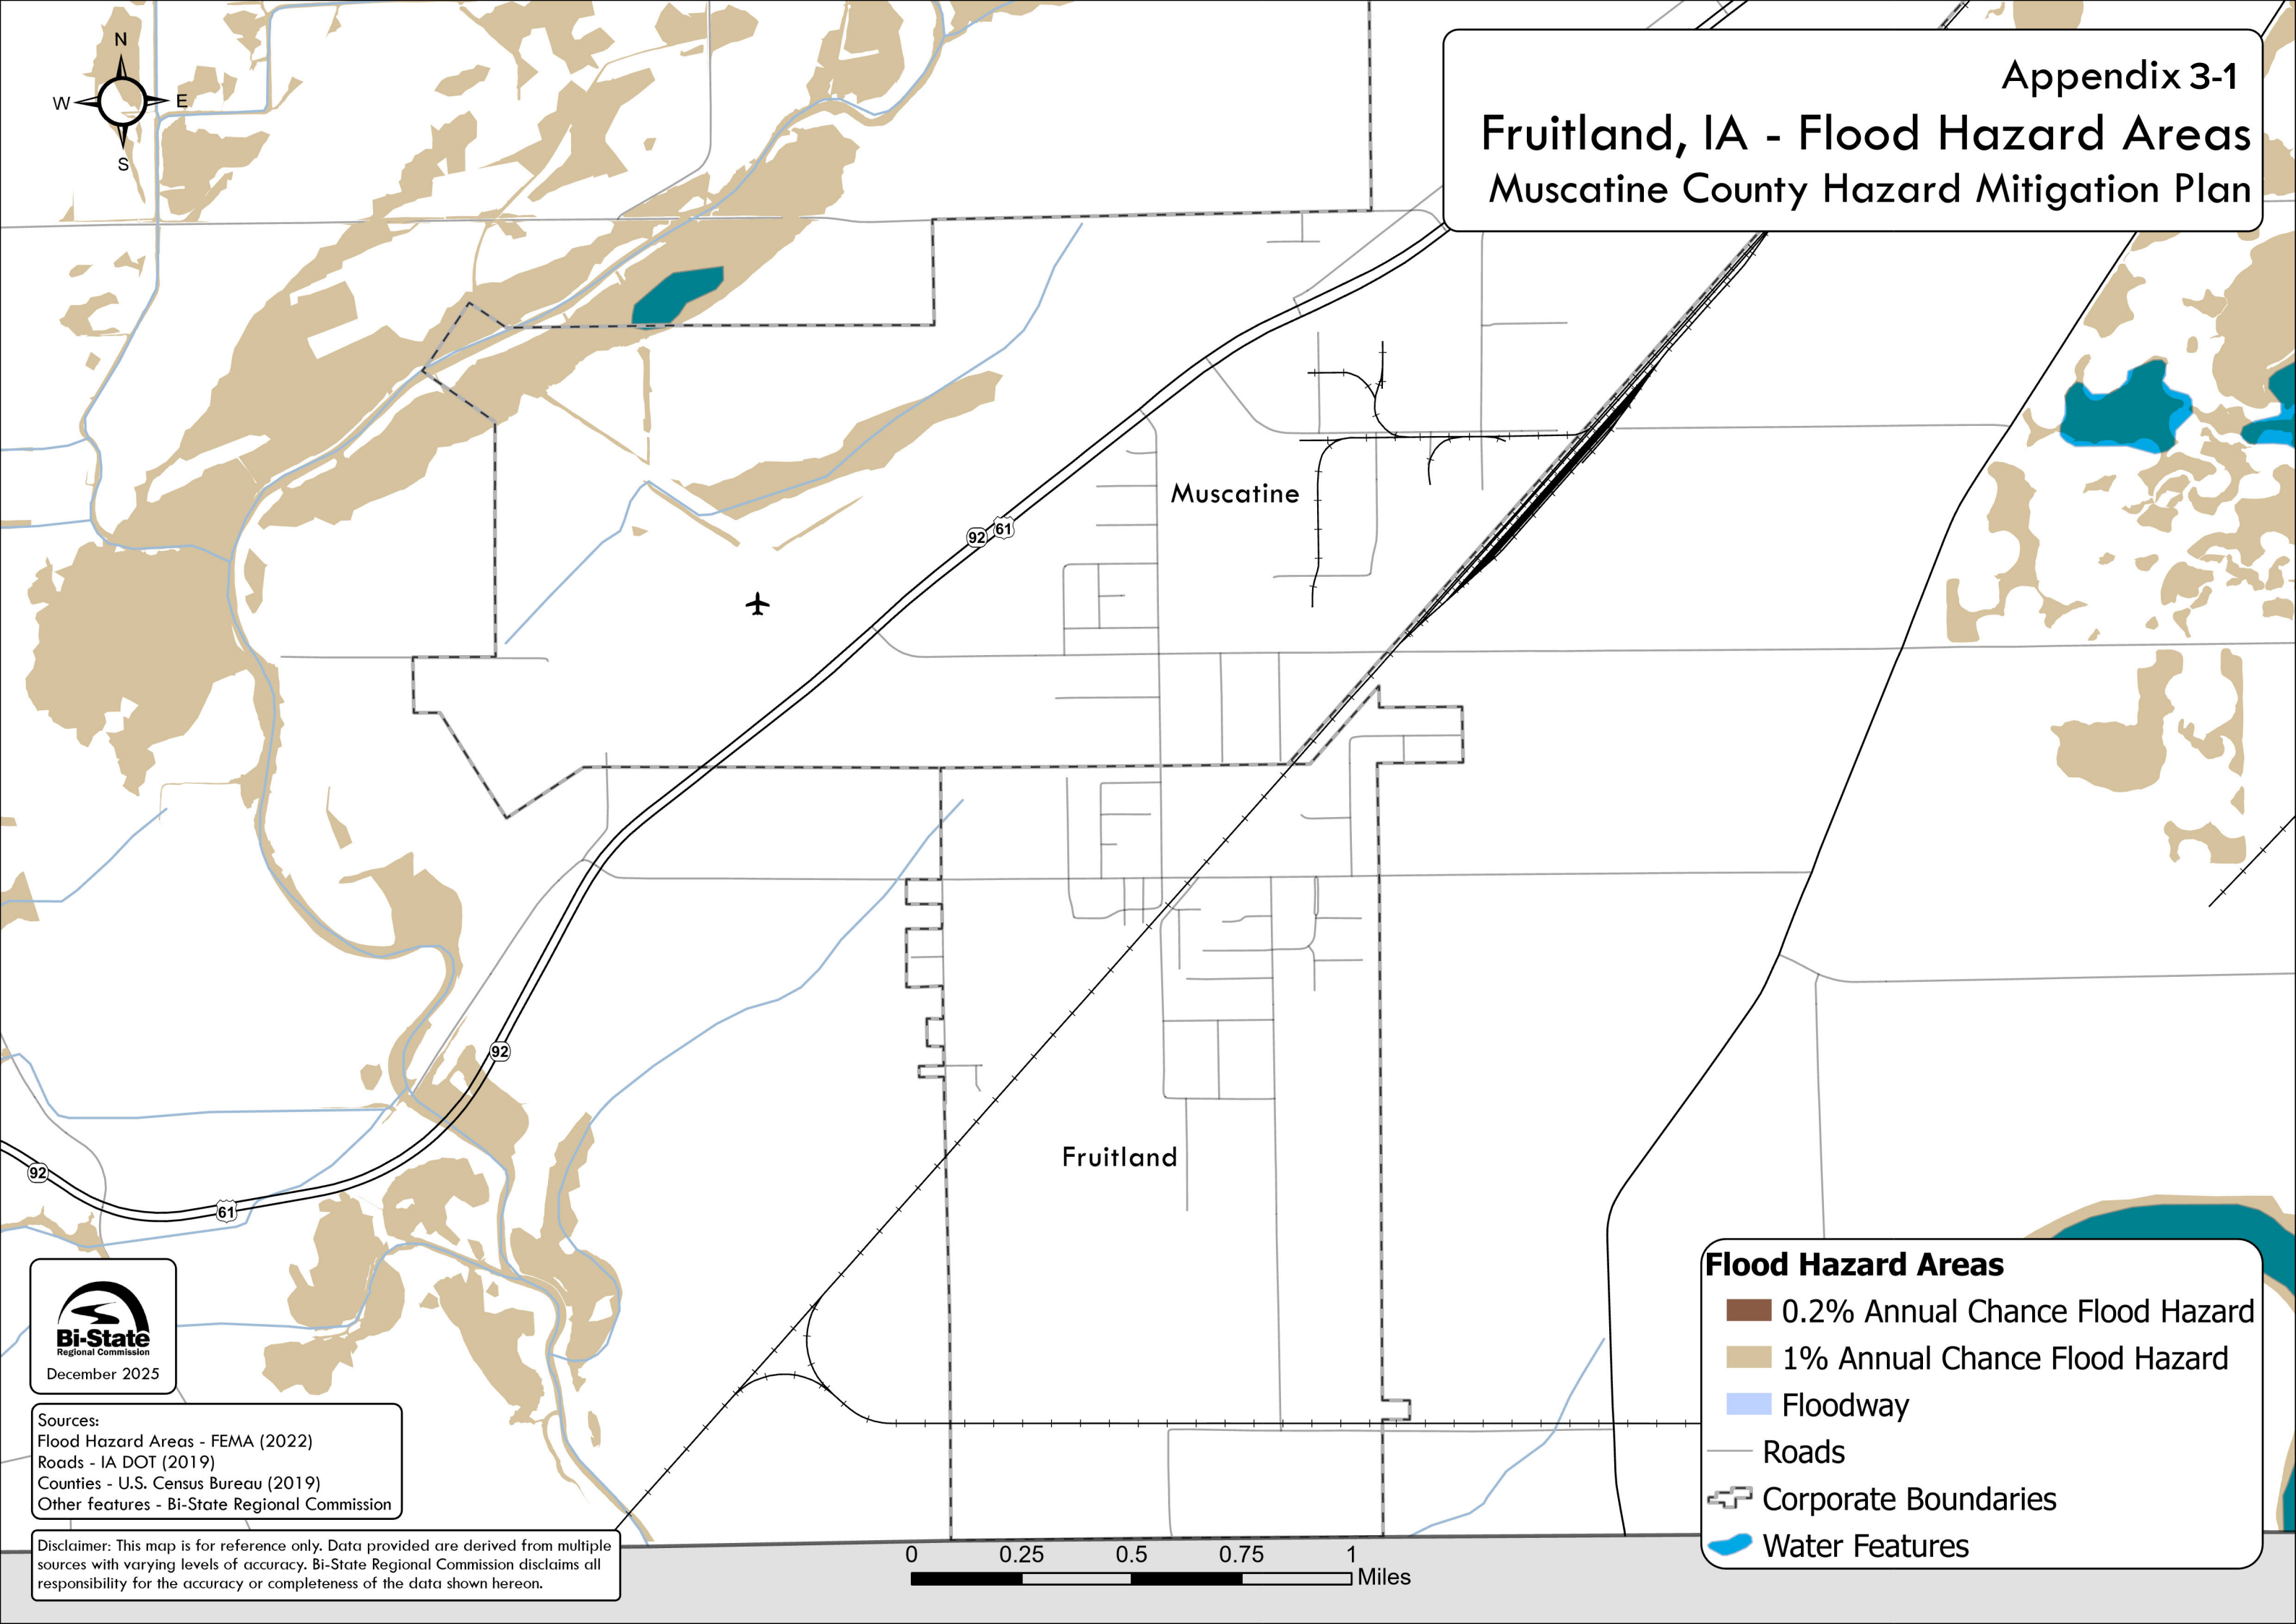 Appendix 3-1
Fruitland, IA - Flood Hazard Areas
Muscatine County Hazard Mitigation Plan
N
W
E
S
Muscatine
92
61
92
Fruitland
92
61
Bi-State
Regional Commission
December 2025
Sources:
Flood Hazard Areas - FEMA (2022)
Roads - IA DOT (2019)
Counties - U.S. Census Bureau (2019)
Other features - Bi-State Regional Commission
Disclaimer: This map is for reference only. Data provided are derived from multiple
sources with varying levels of accuracy. Bi-State Regional Commission disclaims all
responsibility for the accuracy or completeness of the data shown hereon.
0 0.25 0.5 0.75 1
Miles
Flood Hazard Areas
0.2% Annual Chance Flood Hazard
1% Annual Chance Flood Hazard
Floodway
Roads
Corporate Boundaries
Water Features